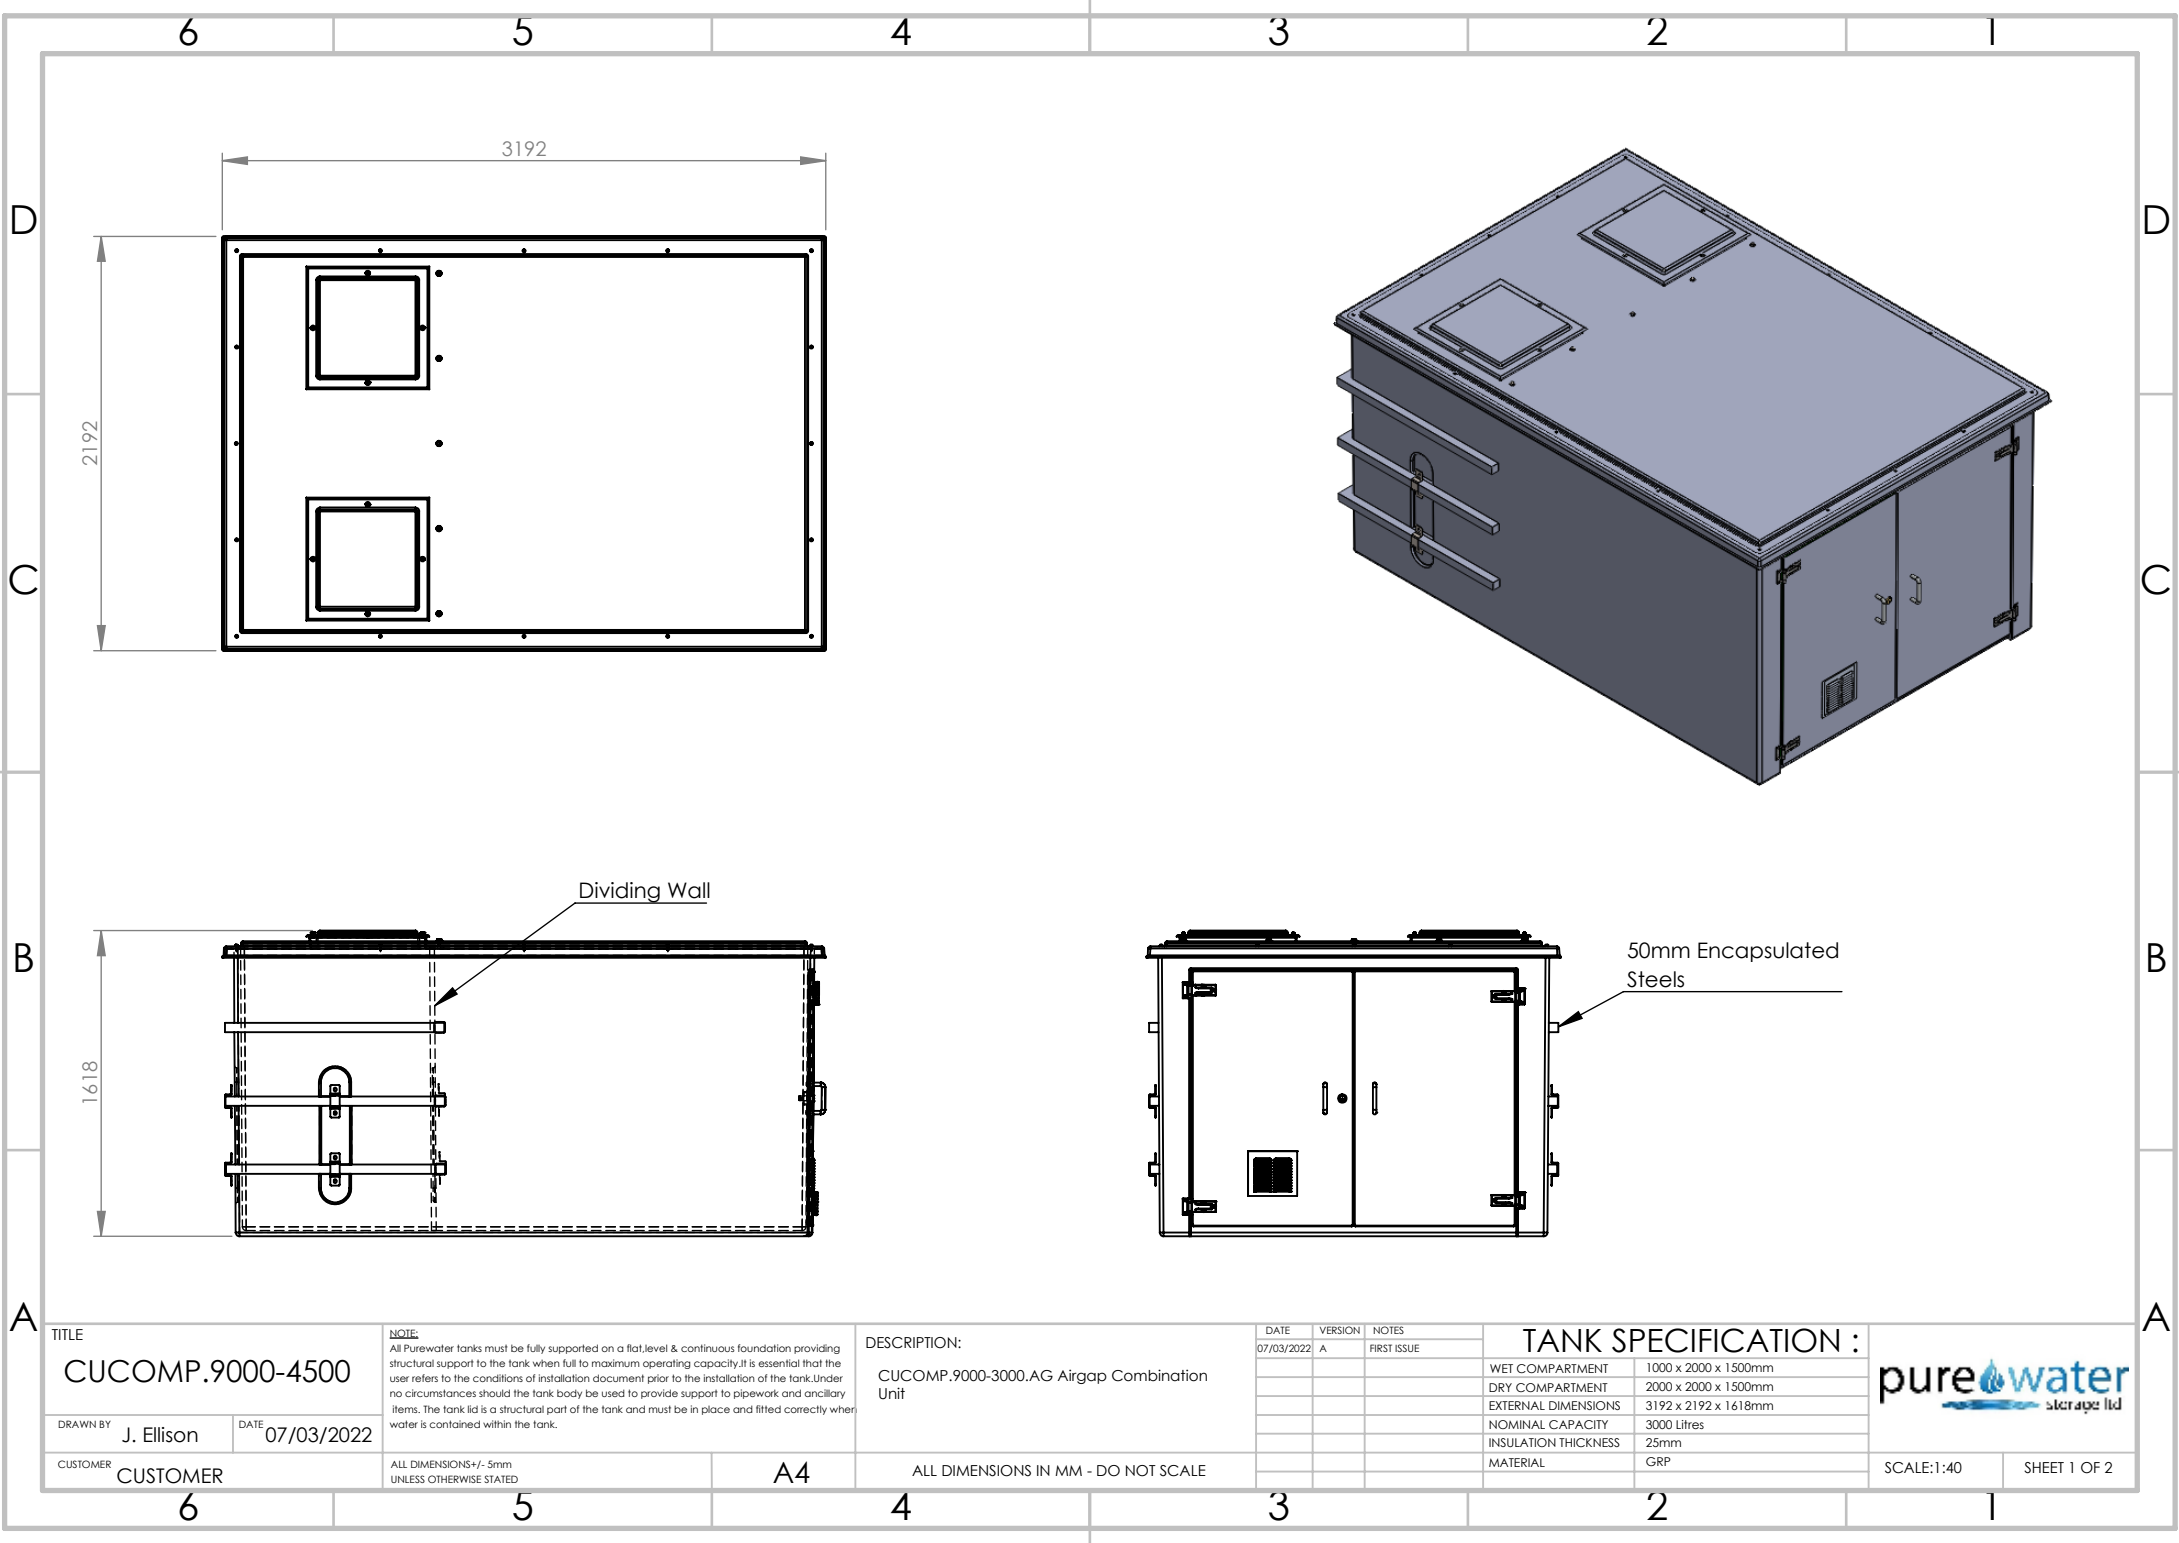 6 5 4 3 2 1
3192
D D
2192
C C
Dividing Wall
B B
50mm Encapsulated
Steels
1618
A A
TITLE
CUCOMP.9000-4500
DRAWN BY J. Ellison DATE 07/03/2022
CUSTOMER CUSTOMER
NOTE:
All Purewater tanks must be fully supported on a flat,level & continuous foundation providing
structural support to the tank when full to maximum operating capacity.It is essential that the
user refers to the conditions of installation document prior to the installation of the tank.Under
no circumstances should the tank body be used to provide support to pipework and ancillary
items. The tank lid is a structural part of the tank and must be in place and fitted correctly when
water is contained within the tank.
ALL DIMENSIONS+/- 5mm
UNLESS OTHERWISE STATED
A4
DESCRIPTION:
CUCOMP.9000-3000.AG Airgap Combination
Unit
ALL DIMENSIONS IN MM - DO NOT SCALE
DATE VERSION NOTES
07/03/2022 A FIRST ISSUE
TANK SPECIFICATION :
WET COMPARTMENT 1000 x 2000 x 1500mm
DRY COMPARTMENT 2000 x 2000 x 1500mm
EXTERNAL DIMENSIONS 3192 x 2192 x 1618mm
NOMINAL CAPACITY 3000 Litres
INSULATION THICKNESS 25mm
MATERIAL GRP
pure water
storage ltd
SCALE:1:40 SHEET 1 OF 2
6 5 4 3 2 1